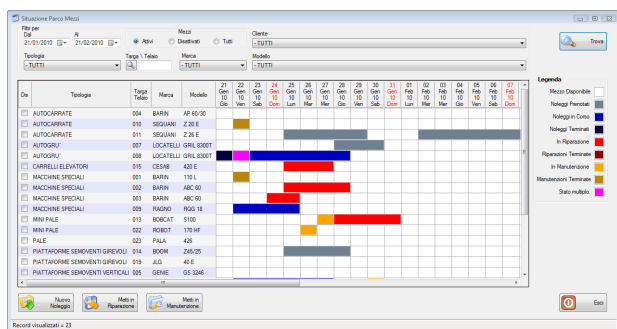 Situazione Parco Mezzi
Filtri per
Dal Al
21/01/2010 21/02/2010
Mezzi
Attivi Disattivati Tutti
Cliente
- TUTTI
Trova
Tipologia Targa \ Telaio Marca Modello
- TUTTI - TUTTI - TUTTI
Legenda
Mezzo Disponibile
Noleggi Prenotati
Noleggi in Corso
Noleggi Terminati
In Riparazione
Riparazioni Terminate
In Manutenzione
Manutenzioni Terminate
Stato multiplo
Dis Tipologia Targa Telaio Marca Modello
21 Gen 10 Gio
22 Gen 10 Ven
23 Gen 10 Sab
24 Gen 10 Dom
25 Gen 10 Lun
26 Gen 10 Mar
27 Gen 10 Mer
28 Gen 10 Gio
29 Gen 10 Ven
30 Gen 10 Sab
31 Gen 10 Dom
01 Feb 10 Lun
02 Feb 10 Mar
03 Feb 10 Mer
04 Feb 10 Gio
05 Feb 10 Ven
06 Feb 10 Sab
07 Feb 10 Dom
AUTOCARRATE 004 BARIN AP 60/30
AUTOCARRATE 010 SEQUANI Z 20 E
AUTOCARRATE 011 SEQUANI Z 26 E
AUTOGRU' 007 LOCATELLI GRIL 8300T
AUTOGRU' 008 LOCATELLI GRIL 8300T
CARRELLI ELEVATORI 015 CESAB 420 E
MACCHINE SPECIALI 001 BARIN 110 L
MACCHINE SPECIALI 002 BARIN ABC 60
MACCHINE SPECIALI 003 BARIN ABC 60
MACCHINE SPECIALI 009 RAGNO RQG 18
MINI PALE 013 BOBCAT S100
MINI PALE 022 ROBOT 170 HF
PALE 023 PALA 426
PIATTAFORME SEMOVENTI GIREVOLI 014 BOOM Z45/25
PIATTAFORME SEMOVENTI GIREVOLI 019 JLG 40 E
PIATTAFORME SEMOVENTI VERTICALI 005 GENIE GS 3246
Nuovo Noleggio
Metti in Riparazione
Metti in Manutenzione
Esci
Record visualizzati = 23